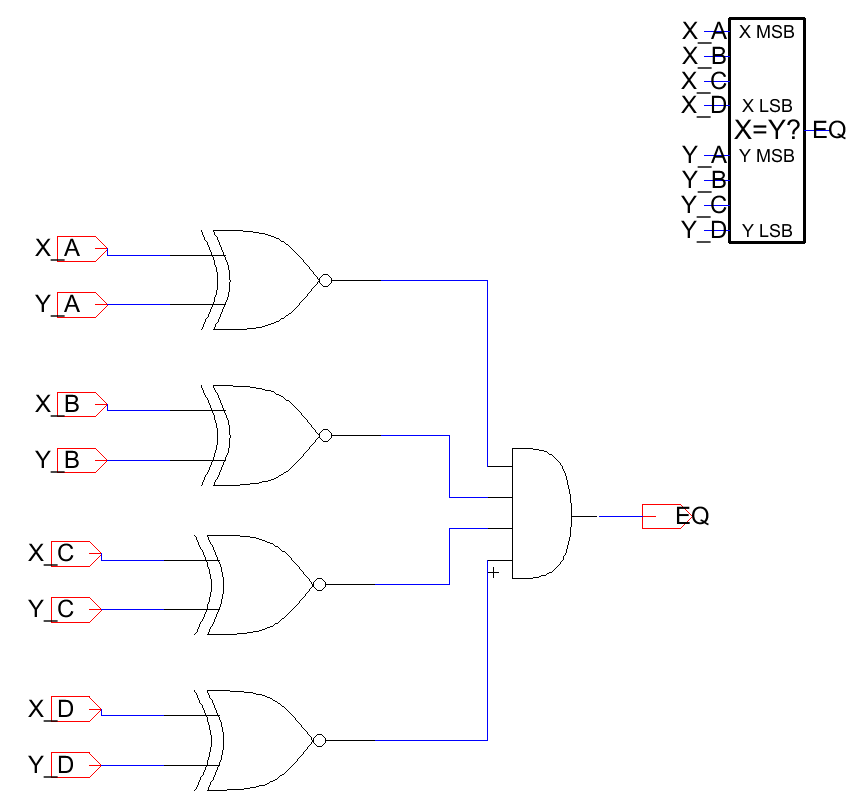 X_A X MSB
X_B
X_C
X_D X LSB
X=Y? EQ
Y_A Y MSB
Y_B
Y_C
Y_D Y LSB
X_A
Y_A
X_B
Y_B
EQ
X_C
Y_C
X_D
Y_D